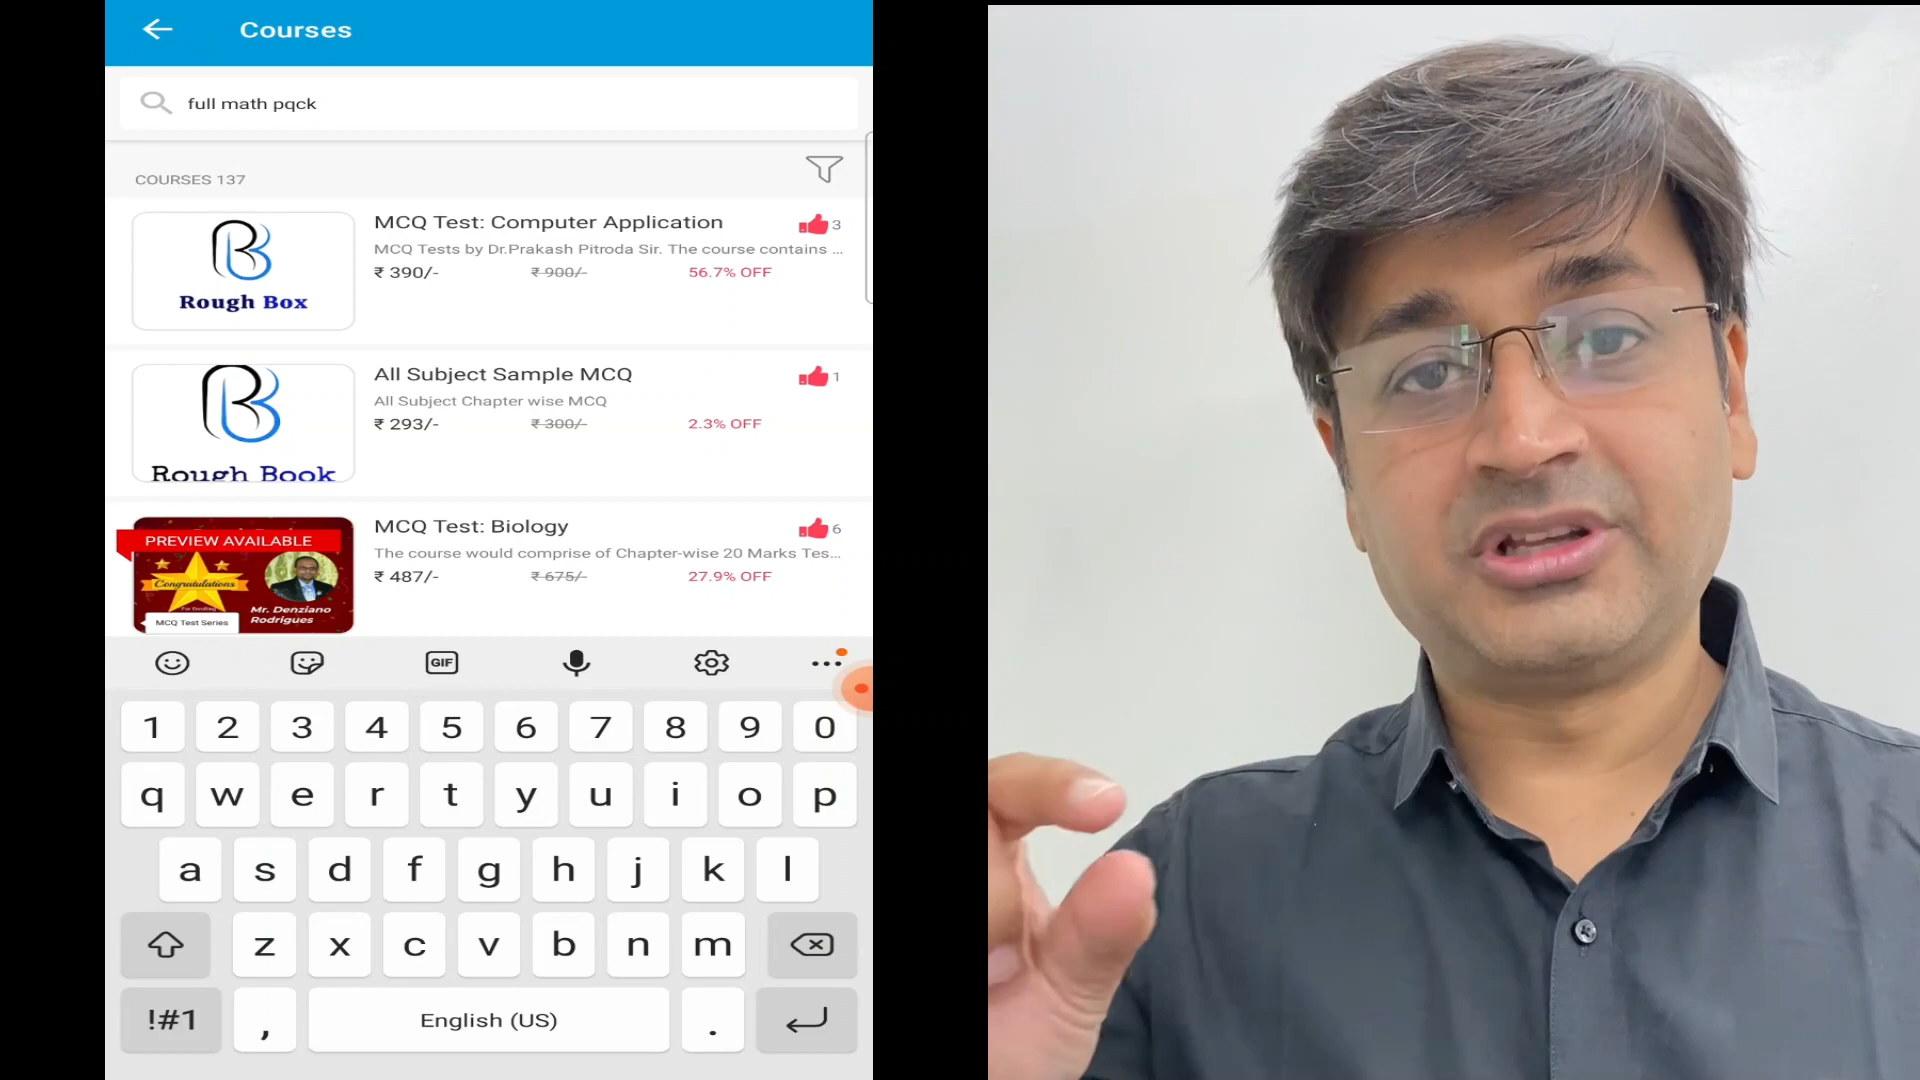 Courses
full math pqck
COURSES 137
MCQ Test: Computer Application
3
MCQ Tests by Dr.Prakash Pitroda Sir. The course contains ...
₹ 390/-
₹ 900/-
56.7% OFF
Rough Box
All Subject Sample MCQ
1
All Subject Chapter wise MCQ
₹ 293/-
₹ 300/-
2.3% OFF
Rough Book
MCQ Test: Biology
6
PREVIEW AVAILABLE
The course would comprise of Chapter-wise 20 Marks Tes...
₹ 487/-
₹ 675/-
27.9% OFF
Congratulations
Mr. Denziano
Rodrigues
MCQ Test Series
GIF
1 2 3 4 5 6 7 8 9 0
q w e r t y u i o p
a s d f g h j k l
z x c v b n m
!#1 , English (US) .